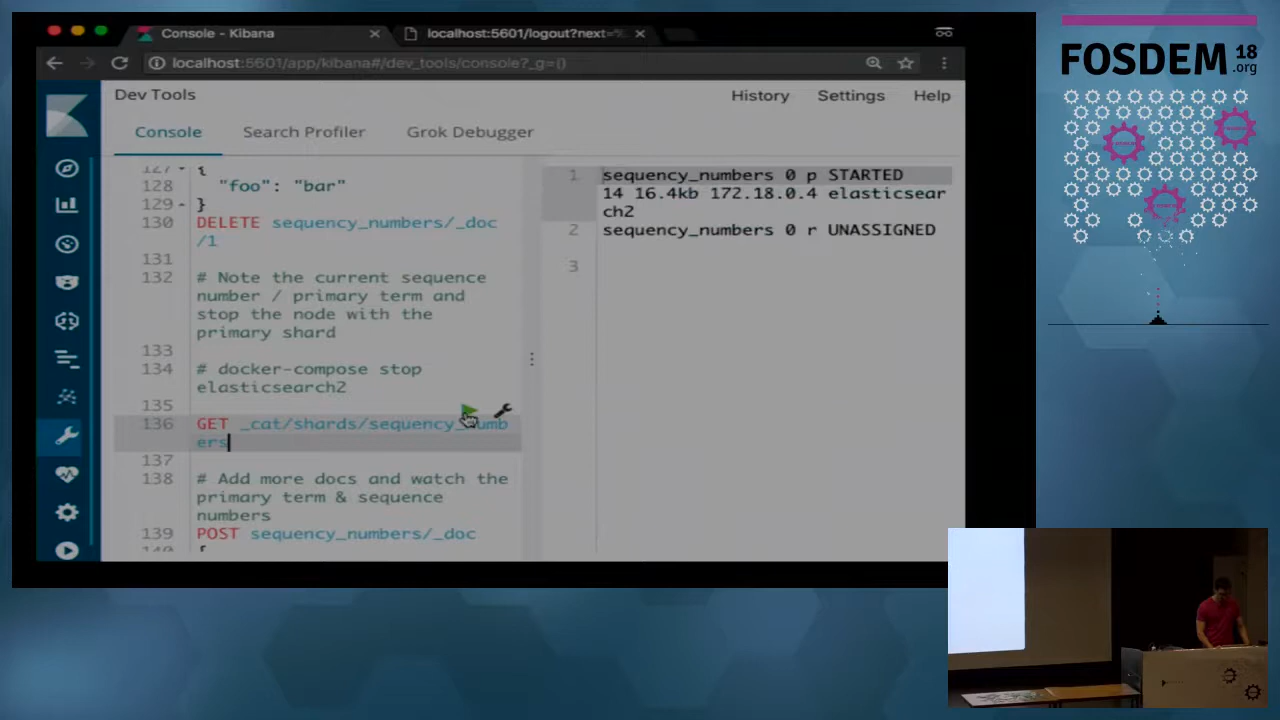 Console - Kibana
localhost:5601/logout?next=%
localhost:5601/app/kibana#/dev_tools/console?_g=()
Dev Tools
History
Settings
Help
Console
Search Profiler
Grok Debugger
127 {
128 "foo": "bar"
129 }
130 DELETE sequency_numbers/_doc
/1
131
132 # Note the current sequence
number / primary term and
stop the node with the
primary shard
133
134 # docker-compose stop
elasticsearch2
135
136 GET _cat/shards/sequency_numb
ers
137
138 # Add more docs and watch the
primary term & sequence
numbers
139 POST sequency_numbers/_doc
140 {
1 sequency_numbers 0 p STARTED
14 16.4kb 172.18.0.4 elasticsear
ch2
2 sequency_numbers 0 r UNASSIGNED
3
FOSDEM 18
.org